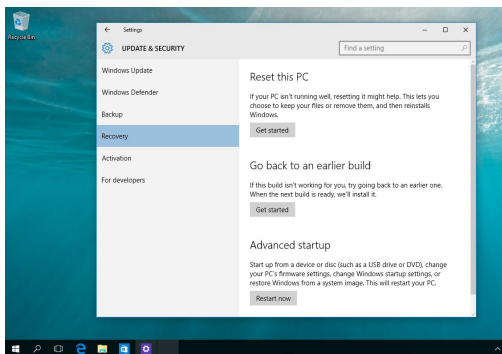 Recycle Bin
Settings
UPDATE & SECURITY
Find a setting
Windows Update
Windows Defender
Backup
Recovery
Activation
For developers
Reset this PC
If your PC isn't running well, resetting it might help. This lets you
choose to keep your files or remove them, and then reinstalls
Windows.
Get started
Go back to an earlier build
If this build isn't working for you, try going back to an earlier one.
When the next build is ready, we'll install it.
Get started
Advanced startup
Start up from a device or disc (such as a USB drive or DVD), change
your PC's firmware settings, change Windows startup settings, or
restore Windows from a system image. This will restart your PC.
Restart now